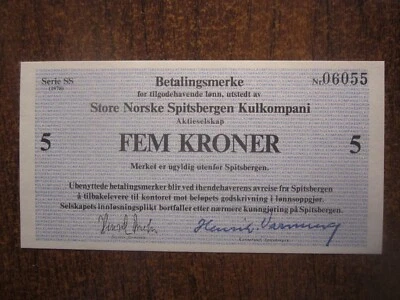 Serie SS Betalingsmerke Nr. 06055
for tilgodehavende lønn, utstedt av
Store Norske Spitsbergen Kulkompani
Aktieselskap
5 FEM KRONER 5
Merket er ugyldig utenfor Spitsbergen.
Ubenyttede betalingsmerker blir ved ihendehaverens avreise fra Spitsbergen
å tilbakelevere til kontoret mot beløpets godskrivning i lønnsoppgjør.
Selskapets innløsningsplikt bortfaller etter nærmere kunngjøring på Spitsbergen.